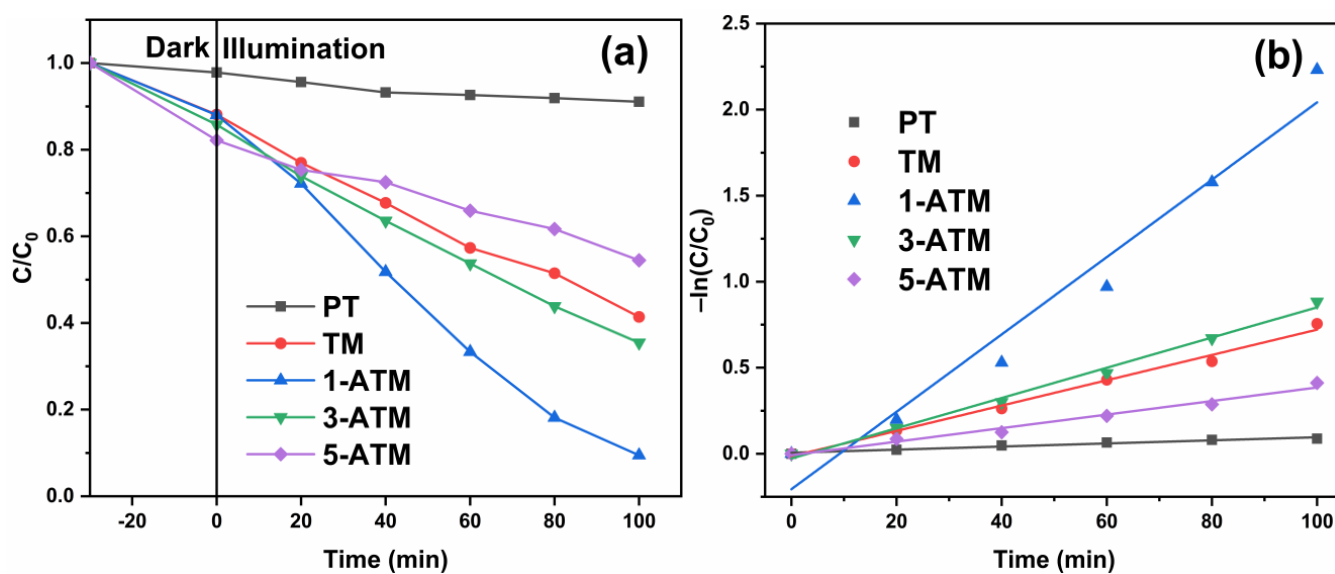 Dark Illumination
(a)
1.0
0.8
0.6
0.4
0.2
0.0
C/C₀
PT
TM
1-ATM
3-ATM
5-ATM
-20 0 20 40 60 80 100
Time (min)
(b)
-2.5
2.0
1.5
1.0
0.5
0.0
–ln(C/C₀)
PT
TM
1-ATM
3-ATM
5-ATM
0 20 40 60 80 100
Time (min)